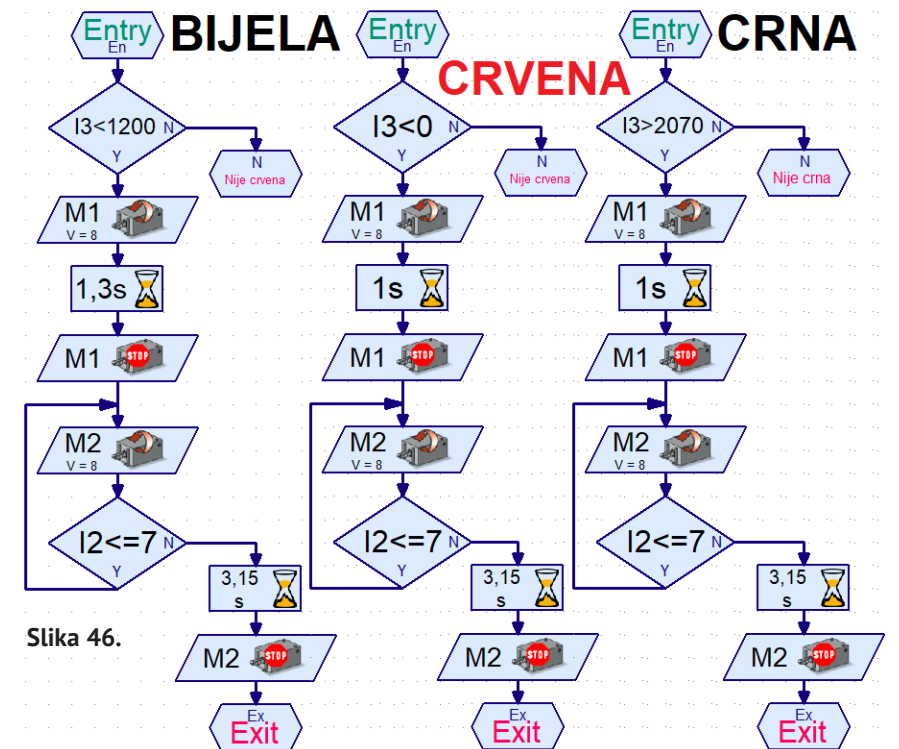 Entry
En
BIJELA
I3<1200
N
Y
N
Nije crvena
M1
V = 8
1,3s
M1
STOP
M2
V = 8
I2<=7
N
Y
3,15
s
M2
STOP
Ex
Exit
Entry
En
CRVENA
I3<0
N
Y
N
Nije crvena
M1
V = 8
1s
M1
STOP
M2
V = 8
I2<=7
N
Y
3,15
s
M2
STOP
Ex
Exit
Entry
En
CRNA
I3>2070
N
Y
N
Nije crna
M1
V = 8
1s
M1
STOP
M2
V = 8
I2<=7
N
Y
3,15
s
M2
STOP
Ex
Exit
Slika 46.